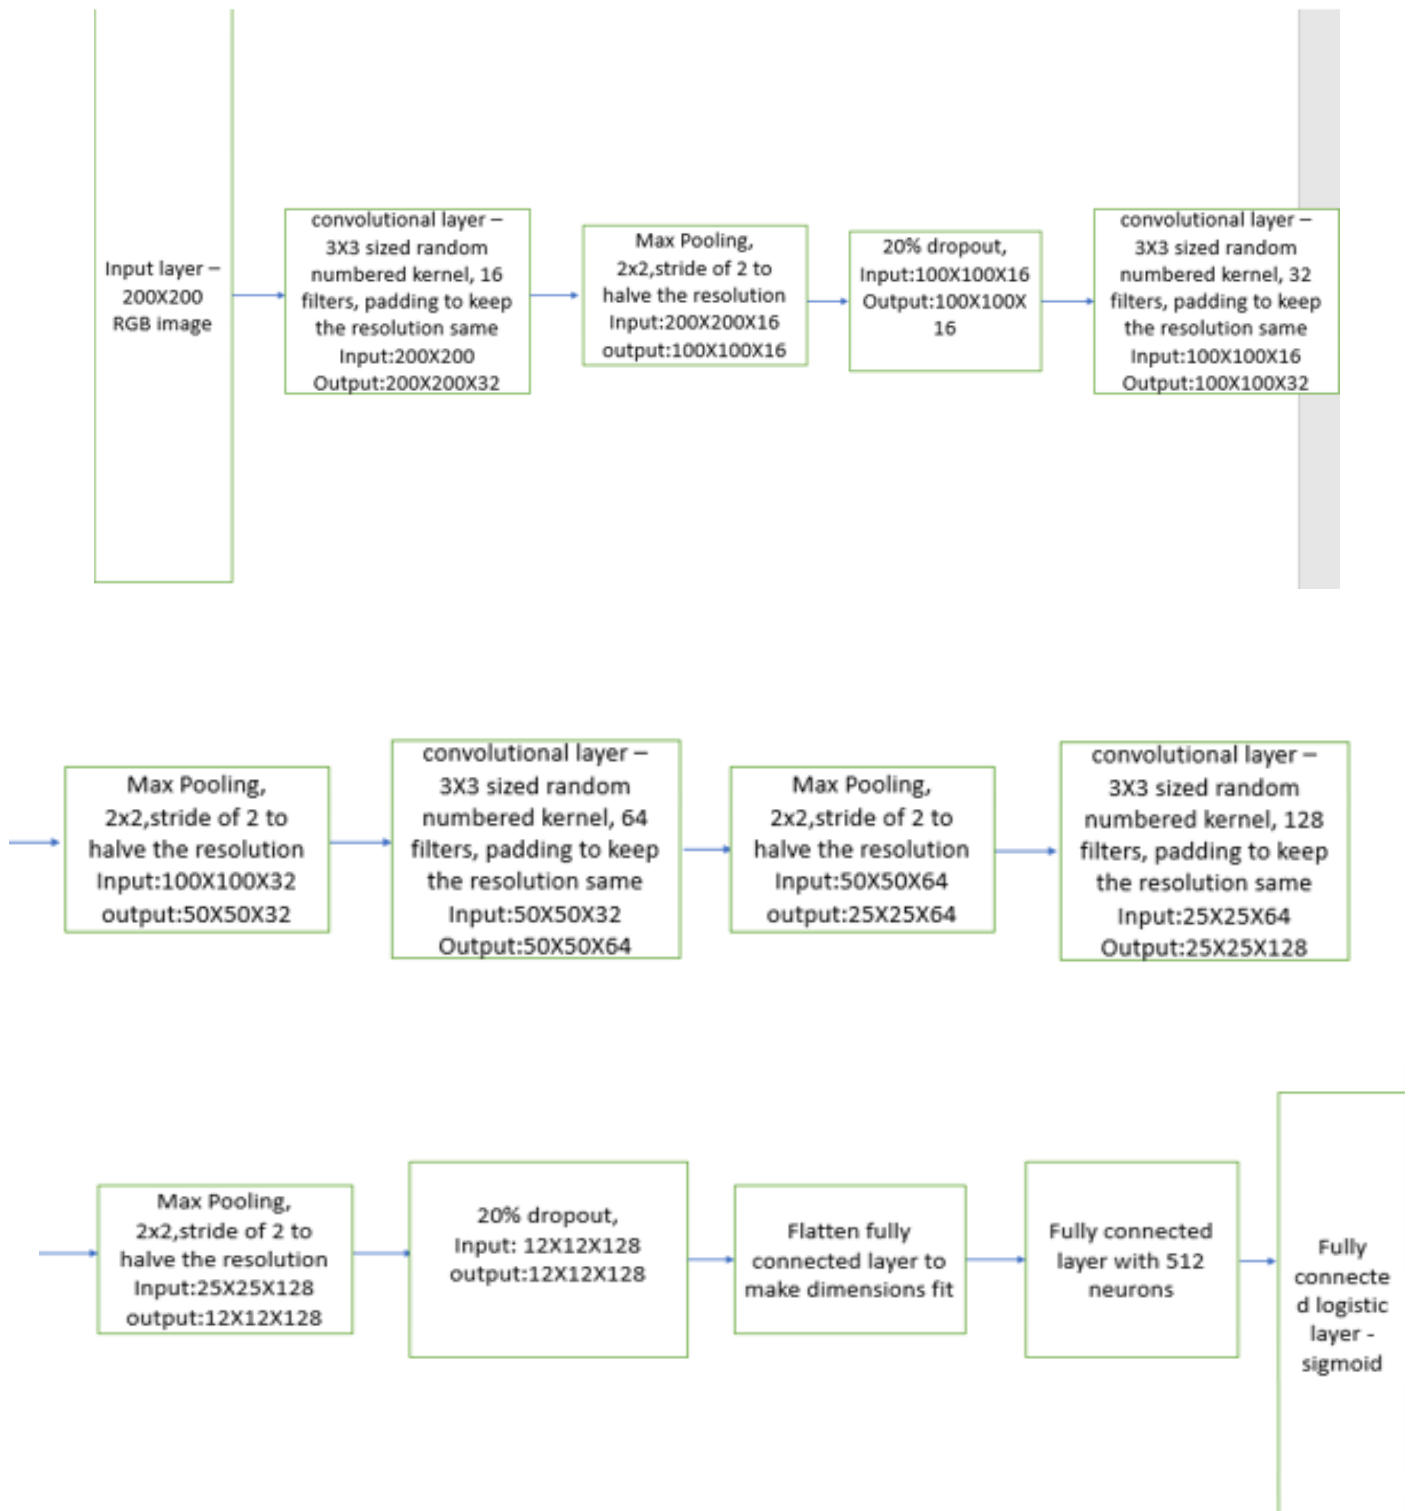 Input layer –
200X200
RGB image
convolutional layer –
3X3 sized random
numbered kernel, 16
filters, padding to keep
the resolution same
Input:200X200
Output:200X200X32
Max Pooling,
2x2,stride of 2 to
halve the resolution
Input:200X200X16
output:100X100X16
20% dropout,
Input:100X100X16
Output:100X100X
16
convolutional layer –
3X3 sized random
numbered kernel, 32
filters, padding to keep
the resolution same
Input:100X100X16
Output:100X100X32
Max Pooling,
2x2,stride of 2 to
halve the resolution
Input:100X100X32
output:50X50X32
convolutional layer –
3X3 sized random
numbered kernel, 64
filters, padding to keep
the resolution same
Input:50X50X32
Output:50X50X64
Max Pooling,
2x2,stride of 2 to
halve the resolution
Input:50X50X64
output:25X25X64
convolutional layer –
3X3 sized random
numbered kernel, 128
filters, padding to keep
the resolution same
Input:25X25X64
Output:25X25X128
Max Pooling,
2x2,stride of 2 to
halve the resolution
Input:25X25X128
output:12X12X128
20% dropout,
Input: 12X12X128
output:12X12X128
Flatten fully
connected layer to
make dimensions fit
Fully connected
layer with 512
neurons
Fully
connecte
d logistic
layer -
sigmoid